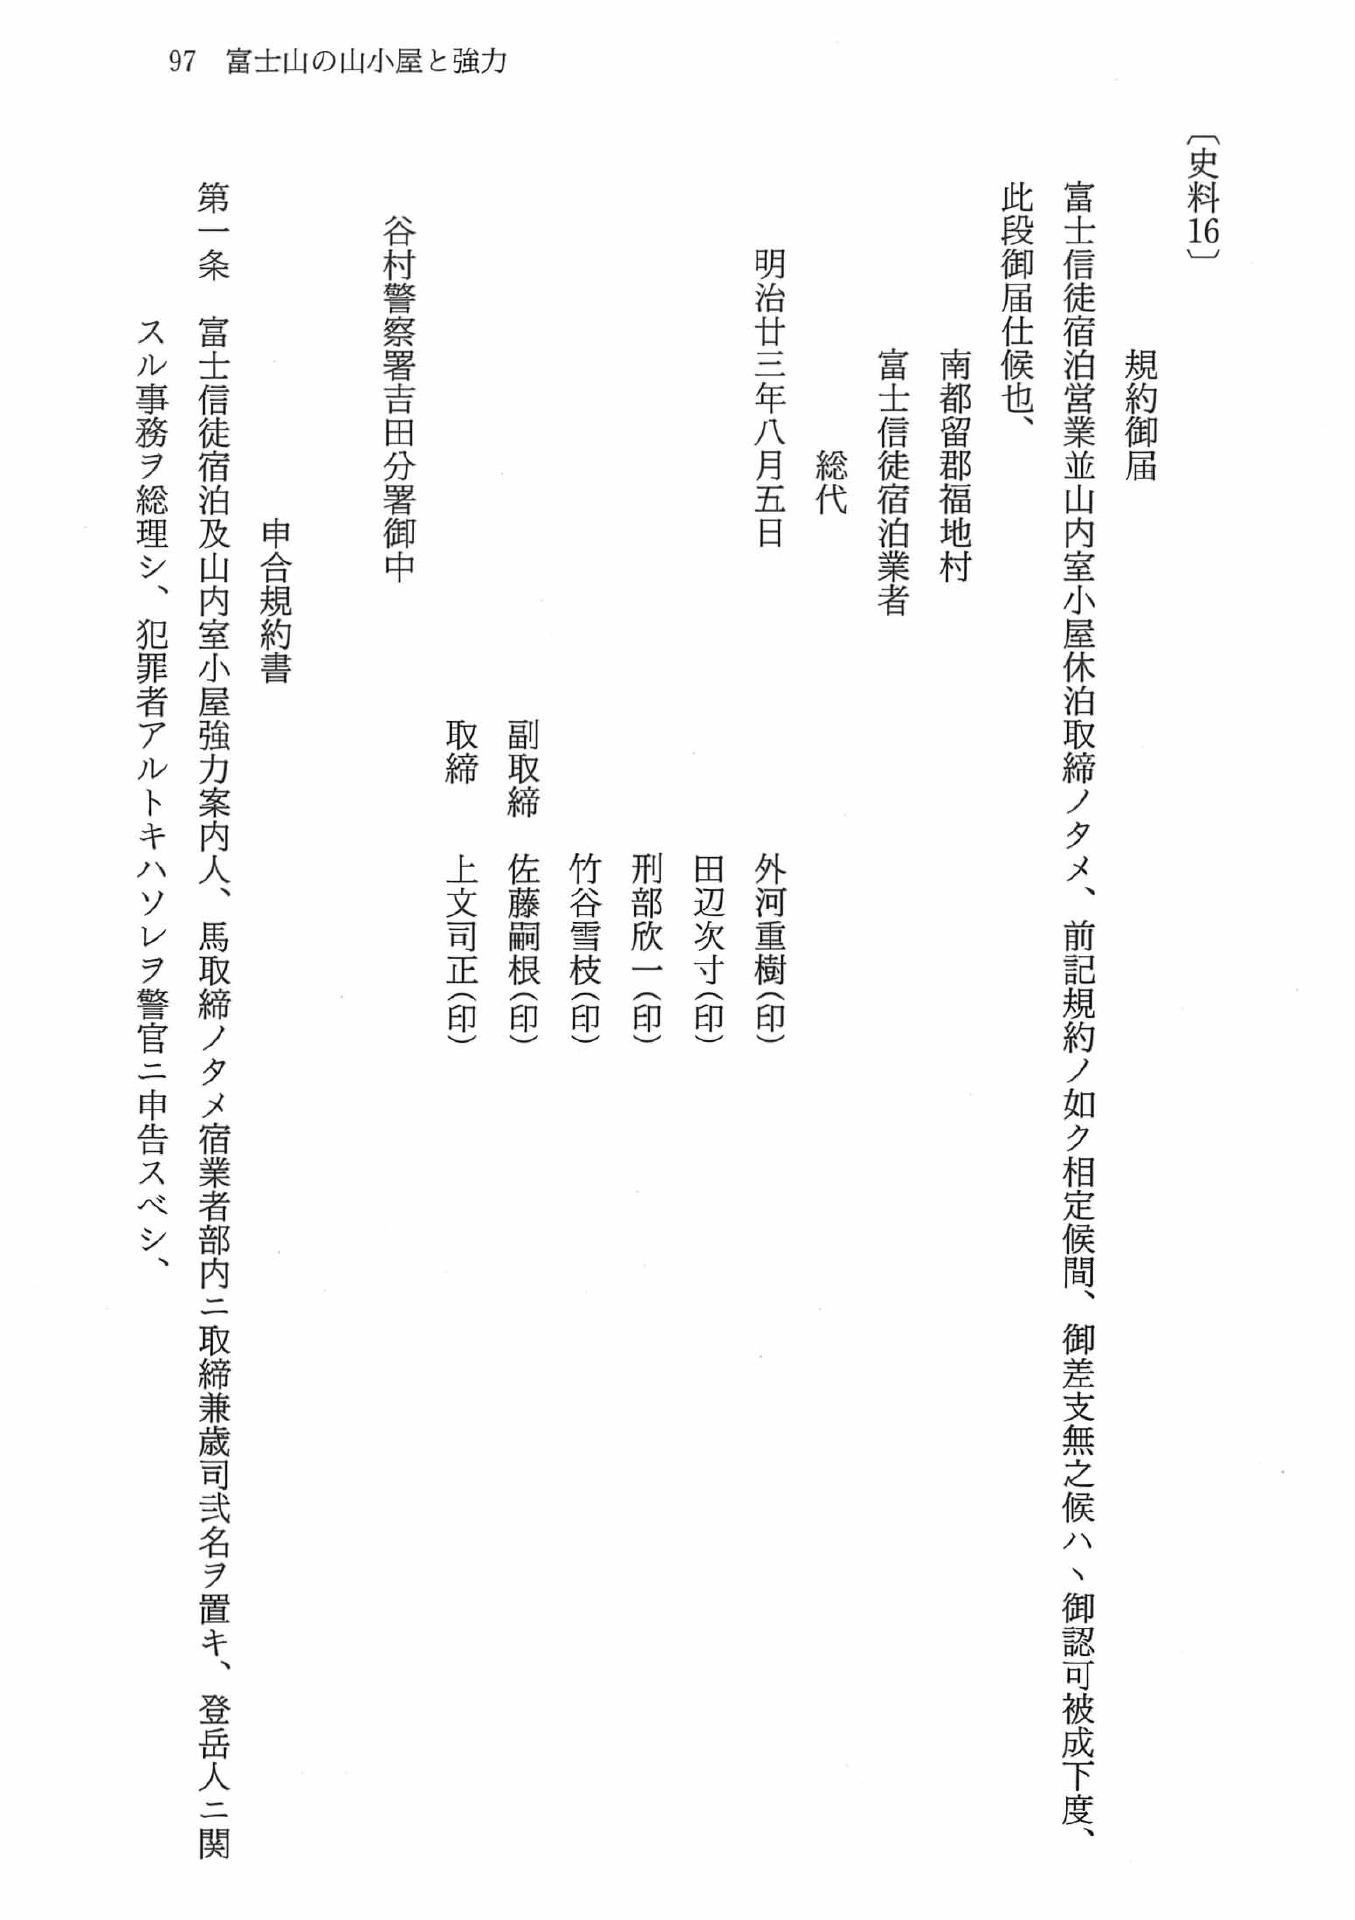 97　富士山の山小屋と強力
〔史料16〕
規約御届
富士信徒宿泊営業並山内室小屋休泊取締ノタメ、前記規約ノ如ク相定候間、御差支無之候ハヽ御認可被成下度、
此段御届仕候也、
南都留郡福地村
富士信徒宿泊業者
総代
明治廿三年八月五日　外河重樹(印)
田辺次寸(印)
刑部欣一(印)
竹谷雪枝(印)
副取締　佐藤嗣根(印)
取締　上文司正(印)
谷村警察署吉田分署御中
申合規約書
第一条　富士信徒宿泊及山内室小屋強力案内人、馬取締ノタメ宿業者部内ニ取締兼歳司弐名ヲ置キ、登岳人ニ関
スル事務ヲ総理シ、犯罪者アルトキハソレヲ警官ニ申告スベシ、